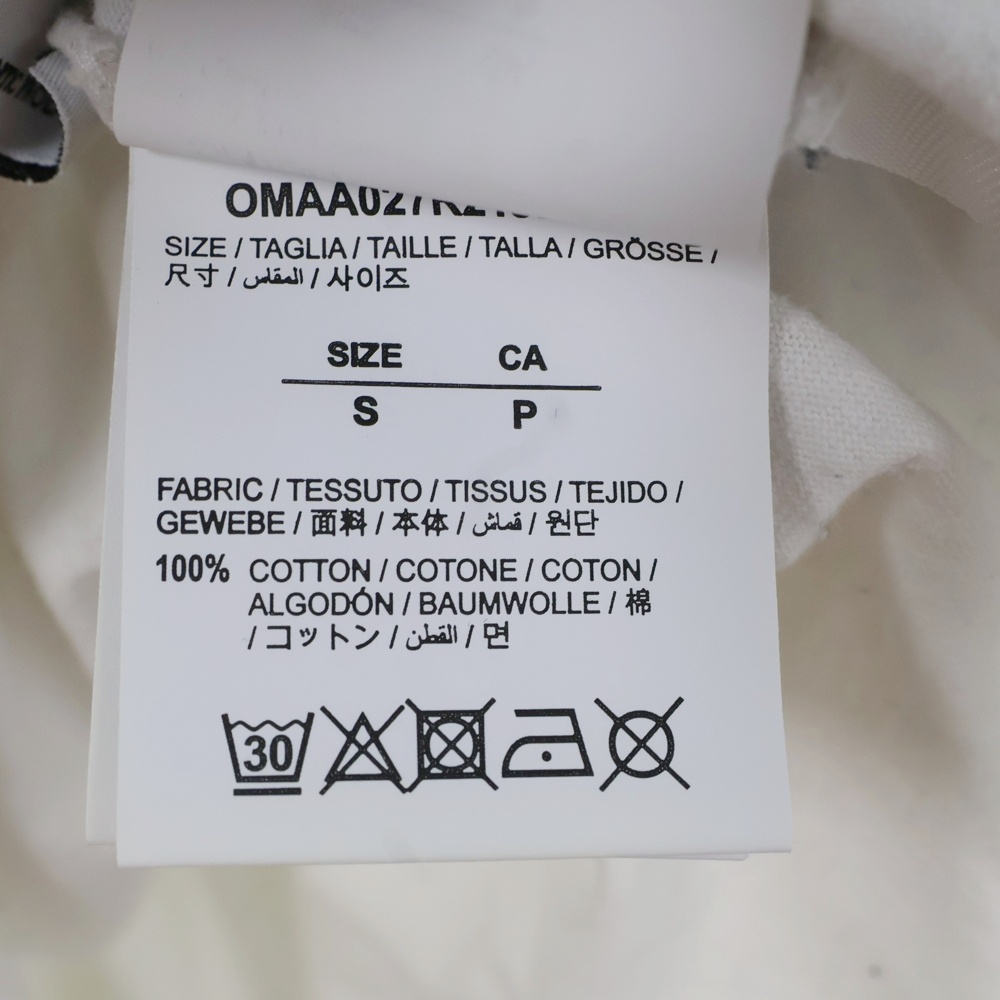 OMAA027R21
SIZE / TAGLIA / TAILLE / TALLA / GRÖSSE /
尺寸 / المقاس / 사이즈
SIZE CA
S P
FABRIC / TESSUTO / TISSUS / TEJIDO /
GEWEBE / 面料 / 本体 / قماش / 원단
100% COTTON / COTONE / COTON /
ALGODÓN / BAUMWOLLE / 棉
/ コットン / القطن / 면
30